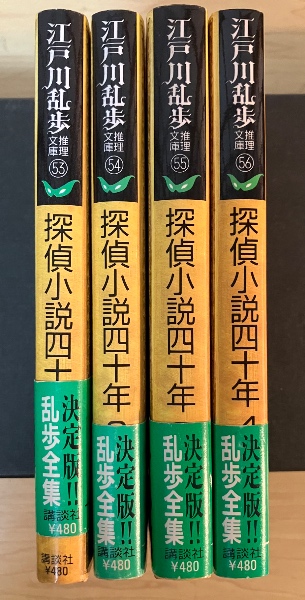 江戸川乱歩
推理
文庫
53
探偵小説四十
決定版!!
乱歩全集
講談社
¥480
講談社
¥480
江戸川乱歩
推理
文庫
54
探偵小説四十年
決定版!!
乱歩全集
講談社
¥480
江戸川乱歩
推理
文庫
55
探偵小説四十年
決定版!!
乱歩全集
講談社
¥480
江戸川乱歩
推理
文庫
56
探偵小説四十年 4
決定版!!
乱歩全集
講談社
¥480